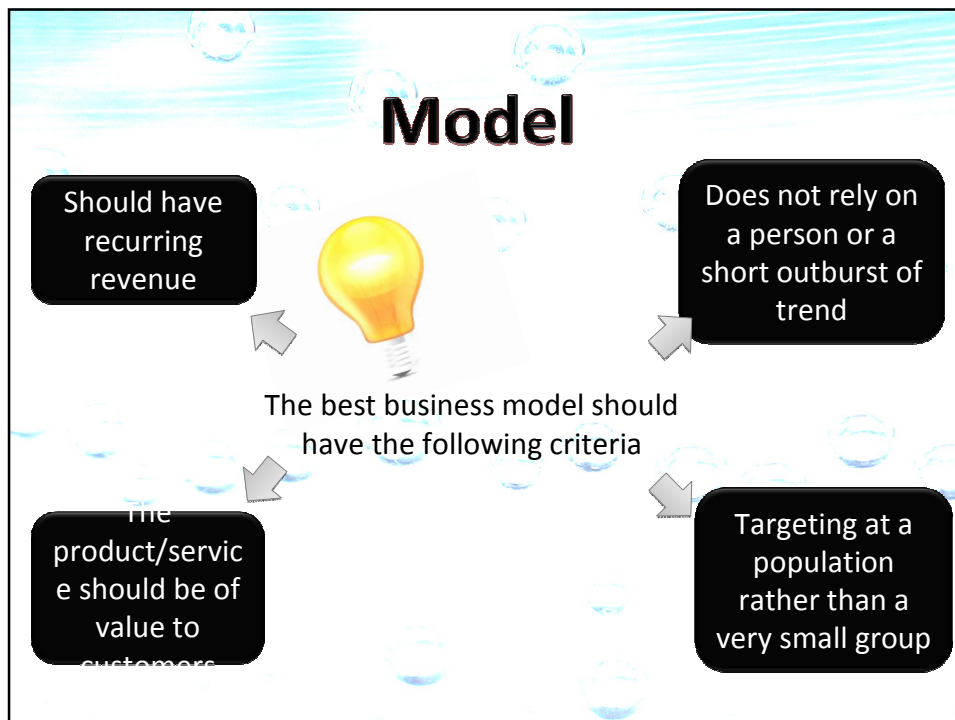 Model
Should have
recurring
revenue
Does not rely on
a person or a
short outburst of
trend
The best business model should
have the following criteria
The
product/servic
e should be of
value to
customers
Targeting at a
population
rather than a
very small group